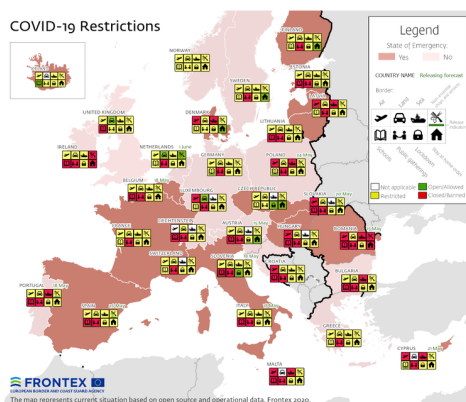 COVID-19 Restrictions
Legend
State of Emergency:
Yes
No
COUNTRY NAME
Relaxing forecast
Border:
Air
Land
Sea
Schools
Public gatherings
Lockdown
Not applicable
Open/Allowed
Restricted
Closed/Banned
FINLAND
NORWAY
SWEDEN
ESTONIA
LATVIA
UNITED KINGDOM
DENMARK
LITHUANIA
IRELAND
NETHERLANDS
GERMANY
POLAND
BELGIUM
LUXEMBOURG
CZECH REPUBLIC
SLOVAKIA
FRANCE
LIECHTENSTEIN
AUSTRIA
HUNGARY
ROMANIA
SWITZERLAND
SLOVENIA
CROATIA
BULGARIA
PORTUGAL
SPAIN
ITALY
GREECE
CYPRUS
MALTA
FRONTEX
EUROPEAN BORDER AND COAST GUARD AGENCY
The map represents current situation based on open source and operational data. Frontex 2020.